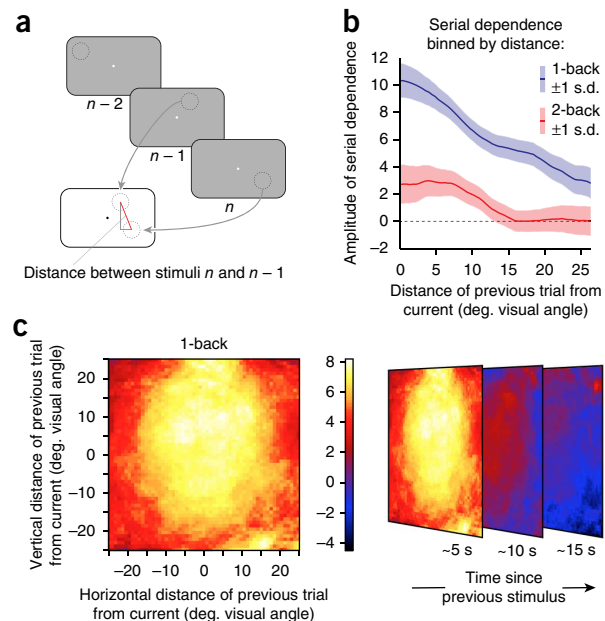 a
n – 2
n – 1
n
Distance between stimuli n and n – 1
b
Serial dependence
binned by distance:
1-back
±1 s.d.
2-back
±1 s.d.
Amplitude of serial dependence
12
10
8
6
4
2
0
–2
0 5 10 15 20 25
Distance of previous trial from
current (deg. visual angle)
c
1-back
Vertical distance of previous trial
from current (deg. visual angle)
20
10
0
–10
–20
–20 –10 0 10 20
Horizontal distance of previous trial
from current (deg. visual angle)
8
6
4
2
0
–2
–4
~5 s ~10 s ~15 s
Time since
previous stimulus